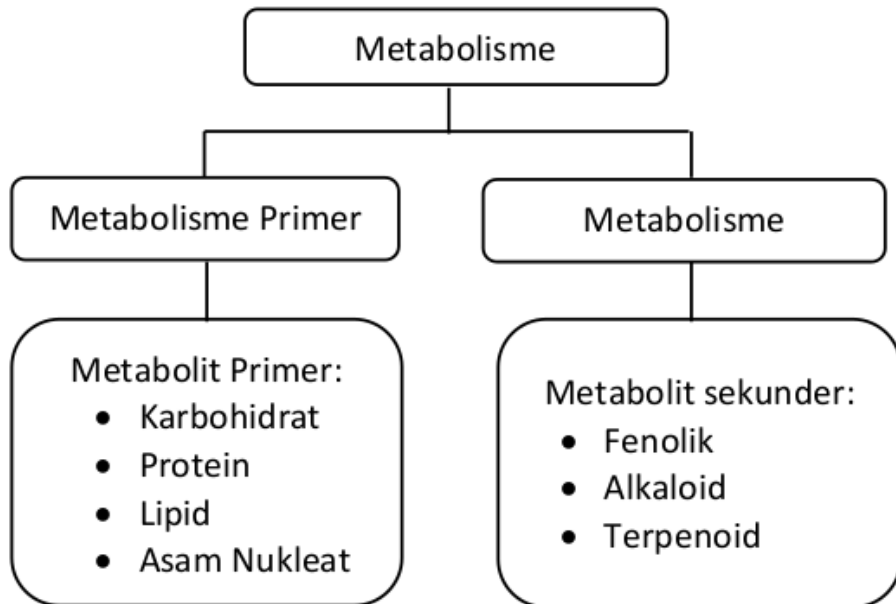 Metabolisme
Metabolisme Primer
Metabolisme
Metabolit Primer:
• Karbohidrat
• Protein
• Lipid
• Asam Nukleat
Metabolit sekunder:
• Fenolik
• Alkaloid
• Terpenoid